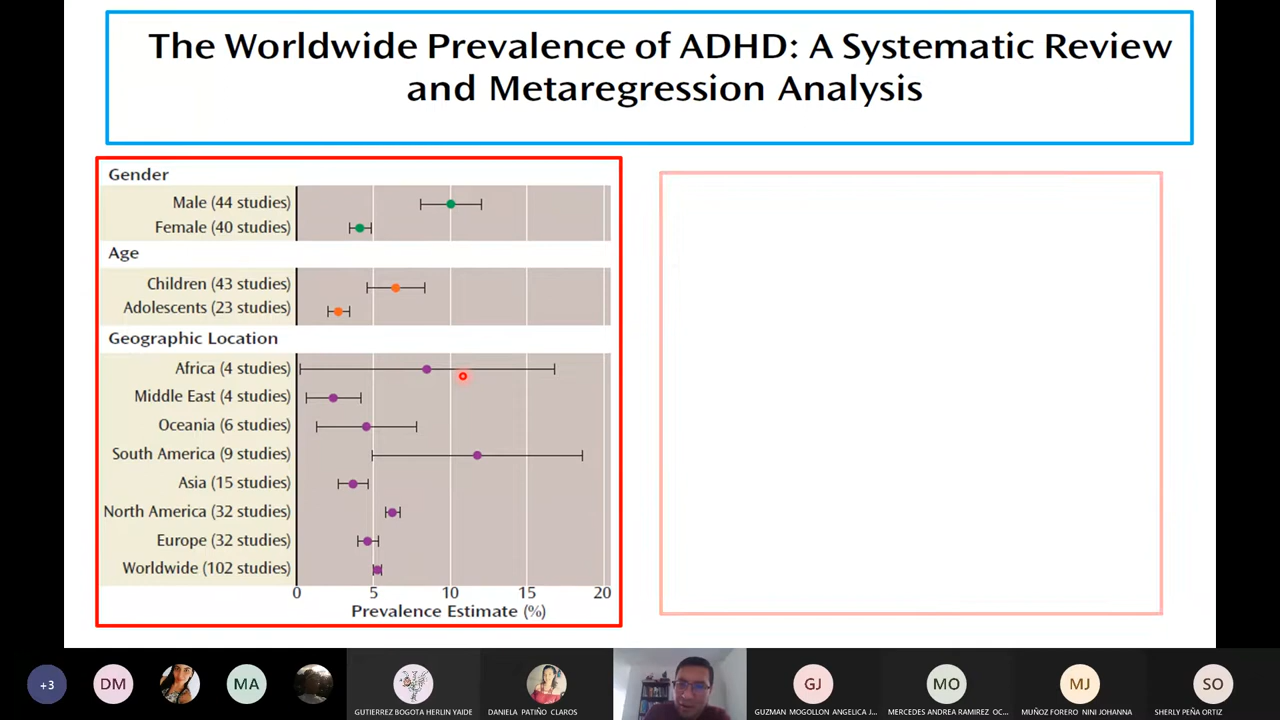 The Worldwide Prevalence of ADHD: A Systematic Review
and Metaregression Analysis
Gender
Male (44 studies)
Female (40 studies)
Age
Children (43 studies)
Adolescents (23 studies)
Geographic Location
Africa (4 studies)
Middle East (4 studies)
Oceania (6 studies)
South America (9 studies)
Asia (15 studies)
North America (32 studies)
Europe (32 studies)
Worldwide (102 studies)
0 5 10 15 20
Prevalence Estimate (%)
+3
DM
MA
GJ
MO
MJ
SO
GUTIERREZ BOGOTA HERLIN YAIDE
DANIELA PATIÑO CLAROS
GUZMAN MOGOLLON ANGELICA J...
MERCEDES ANDREA RAMIREZ OC...
MUÑOZ FORERO NINI JOHANNA
SHERLY PEÑA ORTIZ